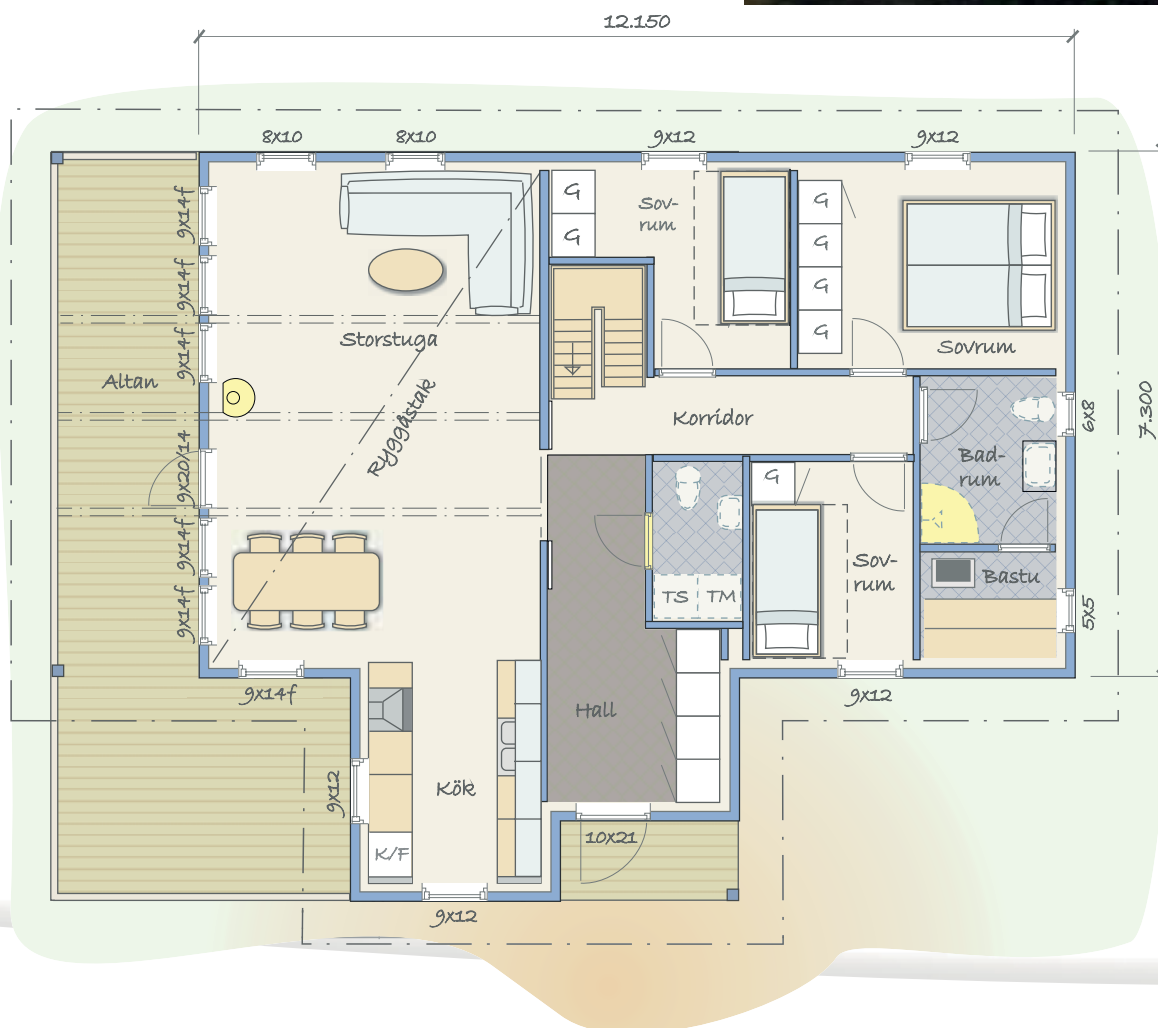 12.150
8x10
8x10
9x12
9x12
9x14f
9x14f
9x14f
9x20/14
9x14f
9x14f
G
G
Sov-
rum
G
G
G
G
Sovrum
Storstuga
Altan
Ryggåstak
Korridor
6x8
7.300
Bad-
rum
G
TS
TM
Sov-
rum
Bastu
5x5
9x14f
9x12
Hall
9x12
Kök
K/F
10x21
9x12